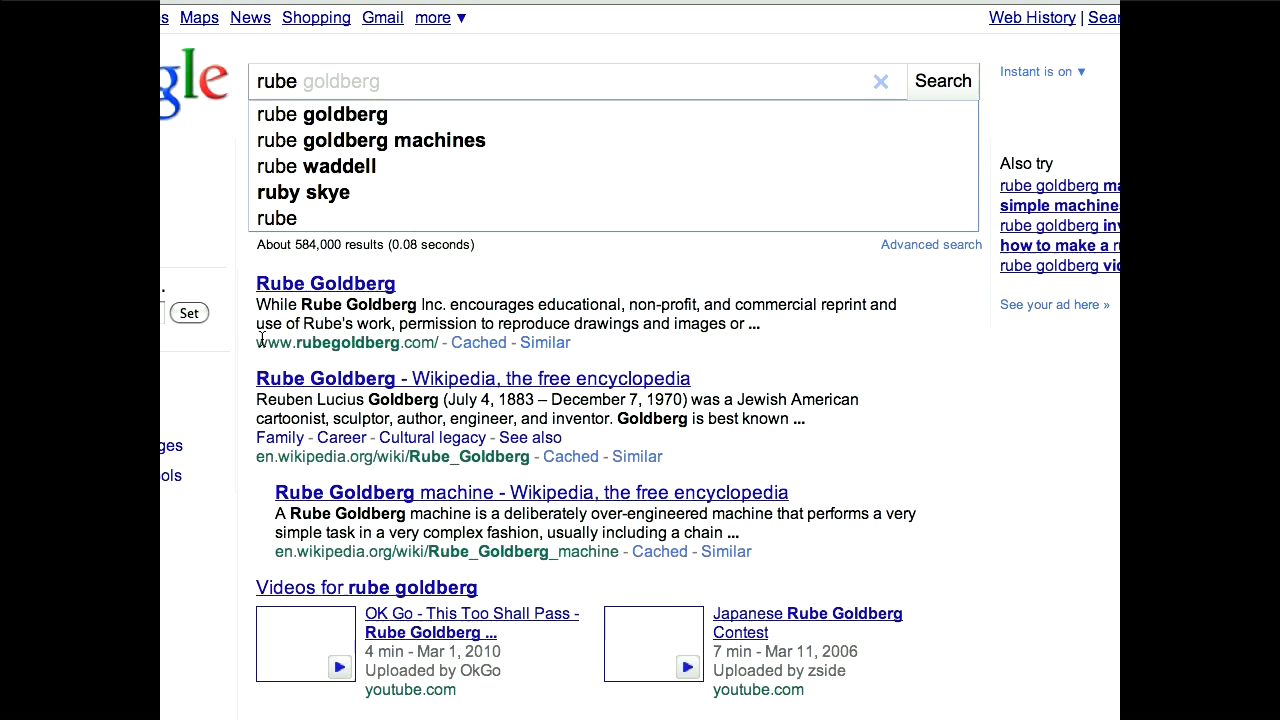 s Maps News Shopping Gmail more ▼ Web History | Sear
gle
rube goldberg Search Instant is on ▼
rube goldberg
rube goldberg machines
rube waddell
ruby skye
rube
Also try
rube goldberg ma
simple machine
rube goldberg inv
how to make a r
rube goldberg vid
See your ad here »
About 584,000 results (0.08 seconds) Advanced search
. Set
ges
ols
Rube Goldberg
While Rube Goldberg Inc. encourages educational, non-profit, and commercial reprint and
use of Rube's work, permission to reproduce drawings and images or ...
www.rubegoldberg.com/ - Cached - Similar
Rube Goldberg - Wikipedia, the free encyclopedia
Reuben Lucius Goldberg (July 4, 1883 – December 7, 1970) was a Jewish American
cartoonist, sculptor, author, engineer, and inventor. Goldberg is best known ...
Family - Career - Cultural legacy - See also
en.wikipedia.org/wiki/Rube_Goldberg - Cached - Similar
Rube Goldberg machine - Wikipedia, the free encyclopedia
A Rube Goldberg machine is a deliberately over-engineered machine that performs a very
simple task in a very complex fashion, usually including a chain ...
en.wikipedia.org/wiki/Rube_Goldberg_machine - Cached - Similar
Videos for rube goldberg
OK Go - This Too Shall Pass -
Rube Goldberg ...
4 min - Mar 1, 2010
Uploaded by OkGo
youtube.com
Japanese Rube Goldberg
Contest
7 min - Mar 11, 2006
Uploaded by zside
youtube.com